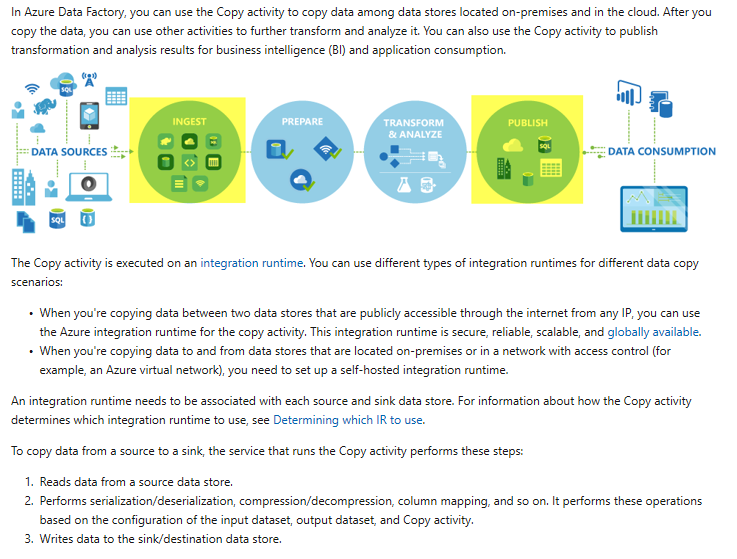 In Azure Data Factory, you can use the Copy activity to copy data among data stores located on-premises and in the cloud. After you
copy the data, you can use other activities to further transform and analyze it. You can also use the Copy activity to publish
transformation and analysis results for business intelligence (BI) and application consumption.
SQL
INGEST
PREPARE
TRANSFORM
& ANALYZE
PUBLISH
SQL
DATA SOURCES
DATA CONSUMPTION
SQL
The Copy activity is executed on an integration runtime. You can use different types of integration runtimes for different data copy
scenarios:
• When you're copying data between two data stores that are publicly accessible through the internet from any IP, you can use
the Azure integration runtime for the copy activity. This integration runtime is secure, reliable, scalable, and globally available.
• When you're copying data to and from data stores that are located on-premises or in a network with access control (for
example, an Azure virtual network), you need to set up a self-hosted integration runtime.
An integration runtime needs to be associated with each source and sink data store. For information about how the Copy activity
determines which integration runtime to use, see Determining which IR to use.
To copy data from a source to a sink, the service that runs the Copy activity performs these steps:
1. Reads data from a source data store.
2. Performs serialization/deserialization, compression/decompression, column mapping, and so on. It performs these operations
based on the configuration of the input dataset, output dataset, and Copy activity.
3. Writes data to the sink/destination data store.